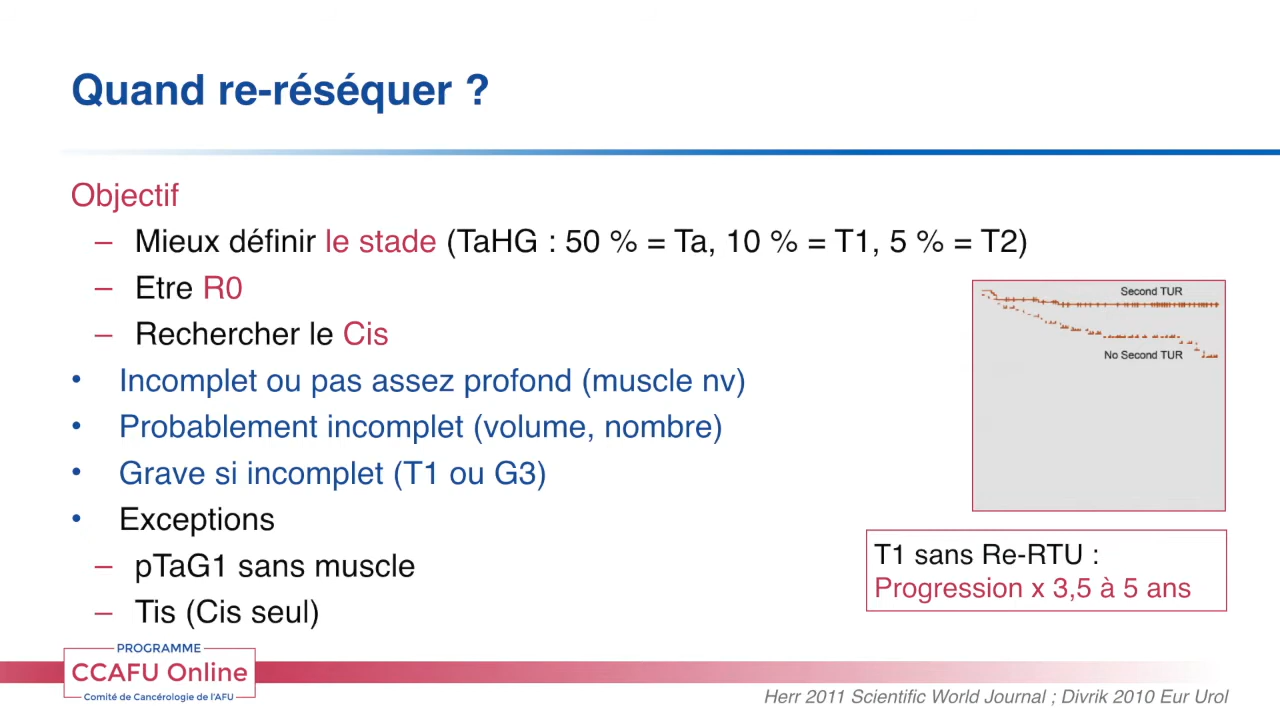 Quand re-réséquer ?
Objectif
– Mieux définir le stade (TaHG : 50 % = Ta, 10 % = T1, 5 % = T2)
– Etre R0
– Rechercher le Cis
• Incomplet ou pas assez profond (muscle nv)
• Probablement incomplet (volume, nombre)
• Grave si incomplet (T1 ou G3)
• Exceptions
– pTaG1 sans muscle
– Tis (Cis seul)
Second TUR
No Second TUR
T1 sans Re-RTU :
Progression x 3,5 à 5 ans
PROGRAMME
CCAFU Online
Comité de Cancérologie de l'AFU
Herr 2011 Scientific World Journal ; Divrik 2010 Eur Urol